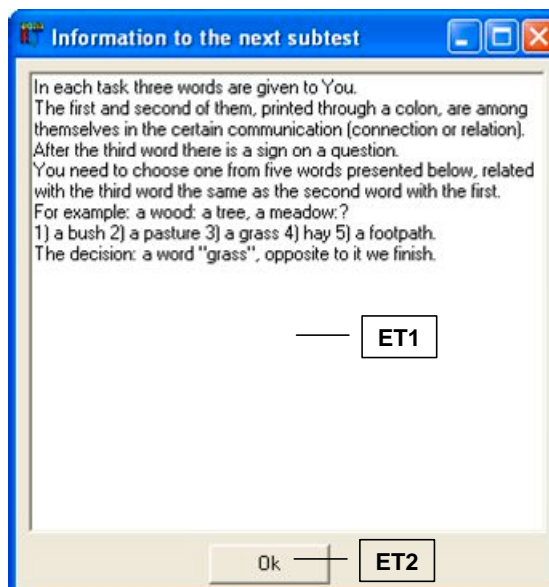 Information to the next subtest
In each task three words are given to You.
The first and second of them, printed through a colon, are among
themselves in the certain communication (connection or relation).
After the third word there is a sign on a question.
You need to choose one from five words presented below, related
with the third word the same as the second word with the first.
For example: a wood: a tree, a meadow:?
1) a bush 2) a pasture 3) a grass 4) hay 5) a footpath.
The decision: a word "grass", opposite to it we finish.
ET1
Ok
ET2